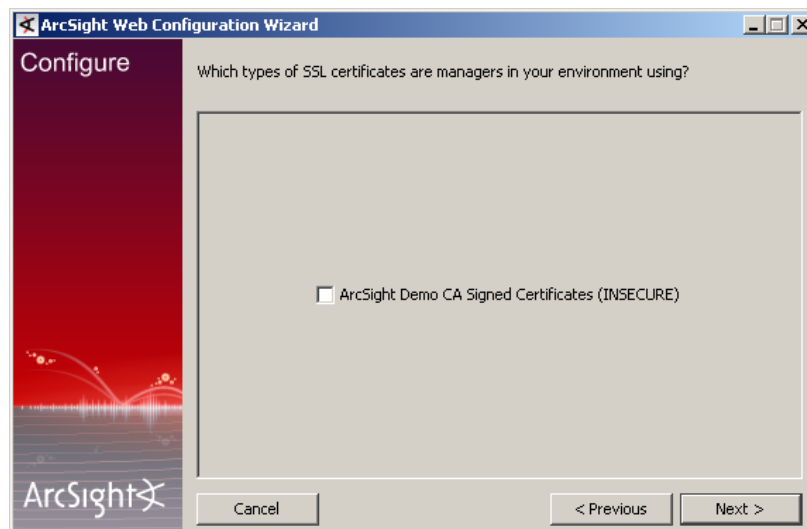 ArcSight Web Configuration Wizard
Configure
Which types of SSL certificates are managers in your environment using?
ArcSight Demo CA Signed Certificates (INSECURE)
ArcSight
Cancel
< Previous
Next >